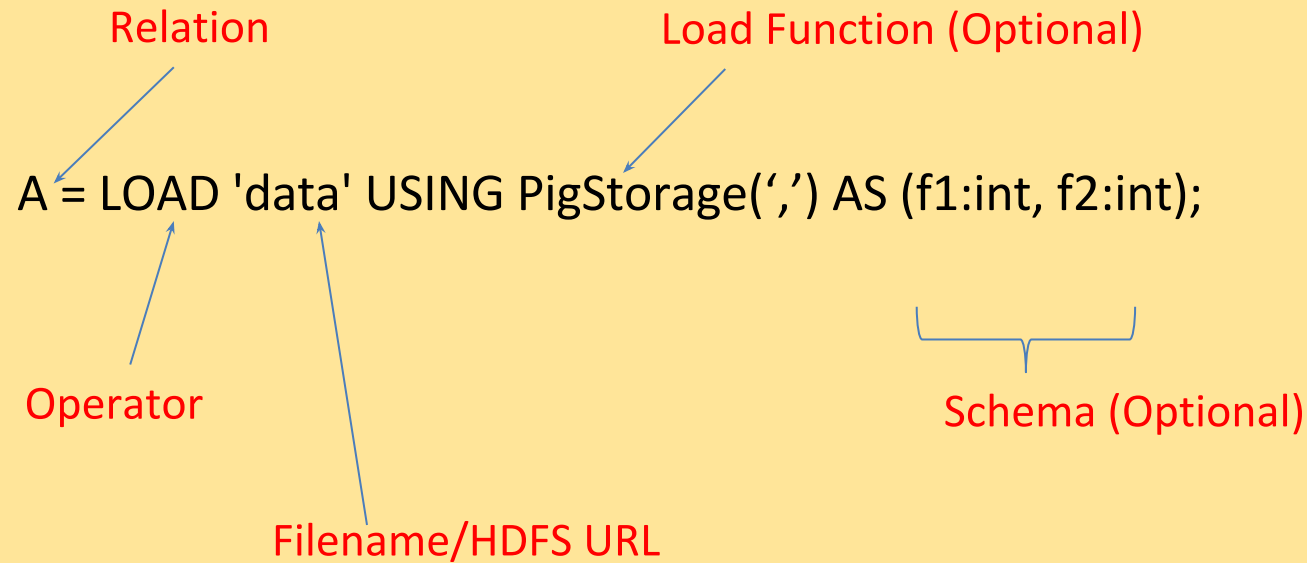 Relation
Load Function (Optional)
A = LOAD 'data' USING PigStorage(‘,’) AS (f1:int, f2:int);
Operator
Schema (Optional)
Filename/HDFS URL